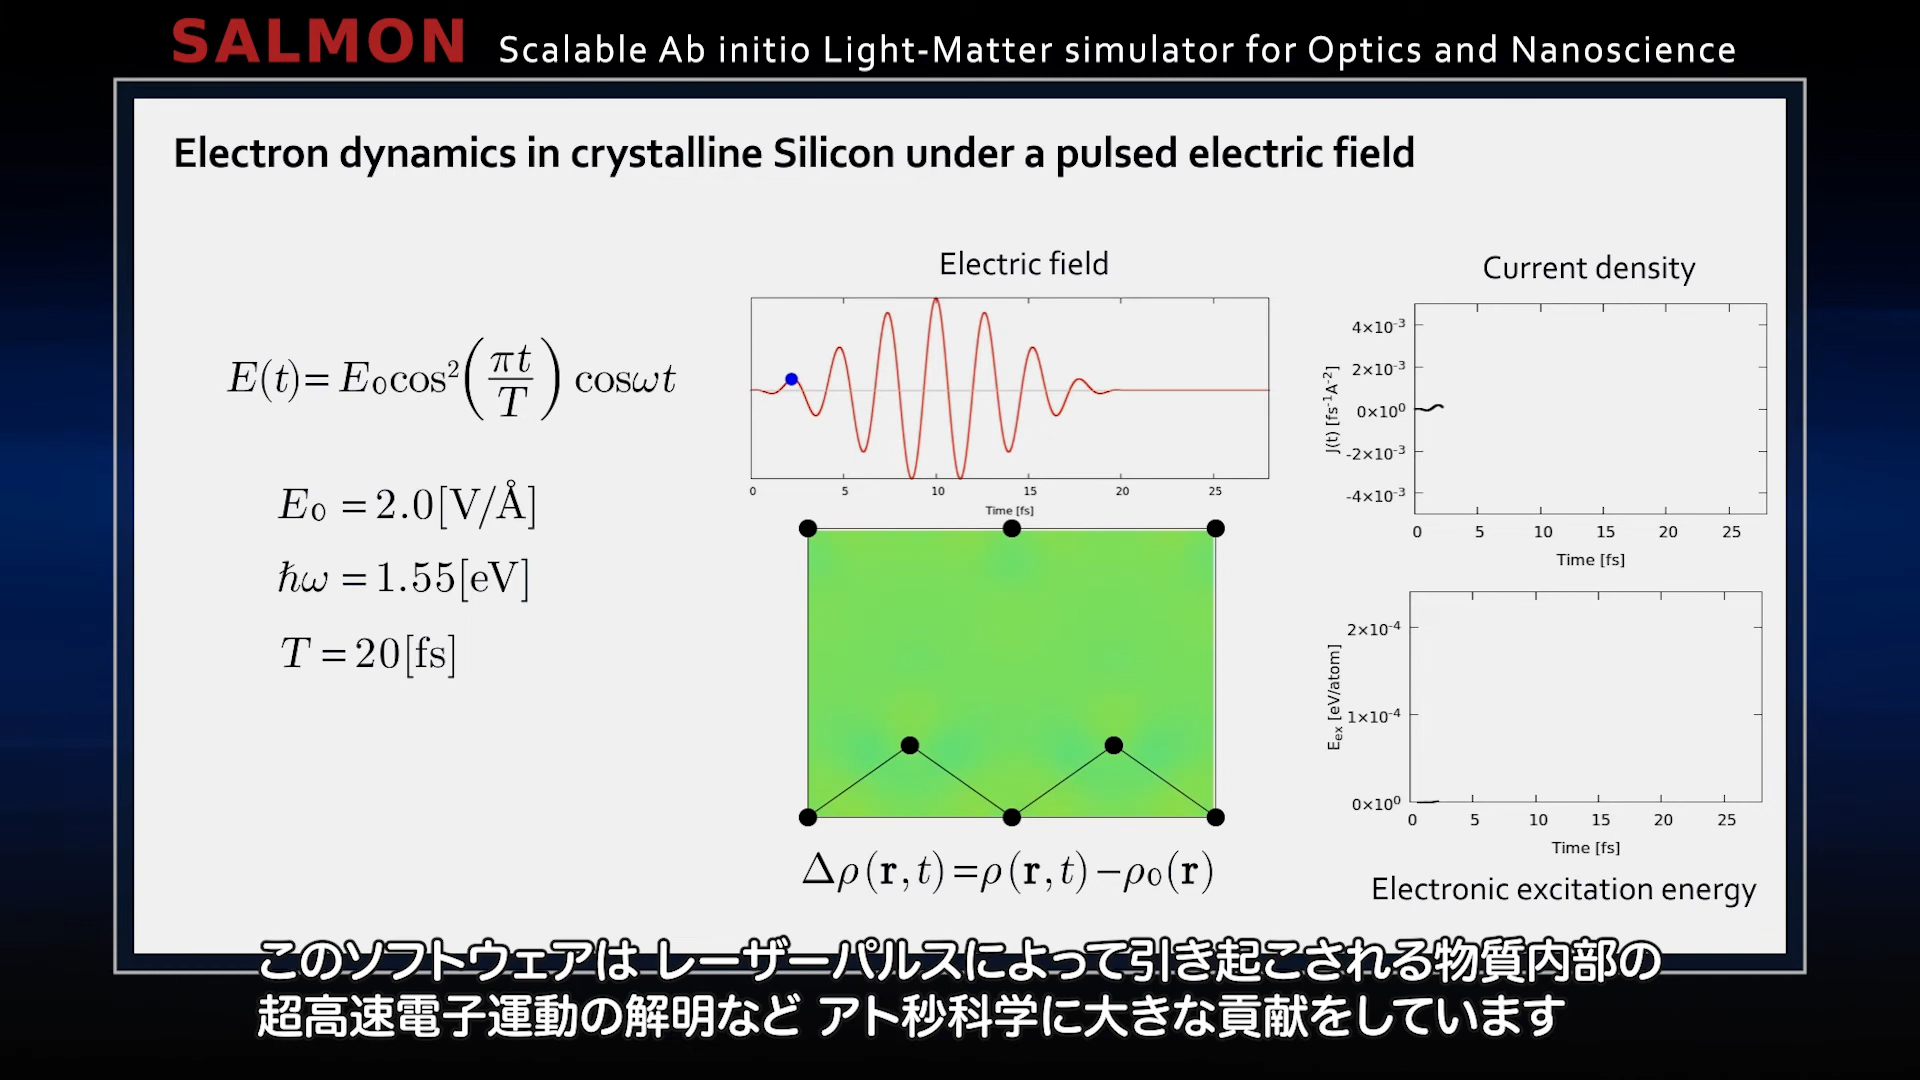 SALMON Scalable Ab initio Light-Matter simulator for Optics and Nanoscience
Electron dynamics in crystalline Silicon under a pulsed electric field
E(t)= E₀cos²(πt/T) cosωt
E₀ = 2.0[V/Å]
ħω = 1.55[eV]
T = 20[fs]
Electric field
0 5 10 15 20 25
Time [fs]
Δρ(r,t)=ρ(r,t)−ρ₀(r)
Current density
J(t) [fs⁻¹A⁻²]
4×10⁻³
2×10⁻³
0×10⁰
-2×10⁻³
-4×10⁻³
0 5 10 15 20 25
Time [fs]
Eₑₓ [eV/atom]
2×10⁻⁴
1×10⁻⁴
0×10⁰
0 5 10 15 20 25
Time [fs]
Electronic excitation energy
このソフトウェアは レーザーパルスによって引き起こされる物質内部の
超高速電子運動の解明など アト秒科学に大きな貢献をしています